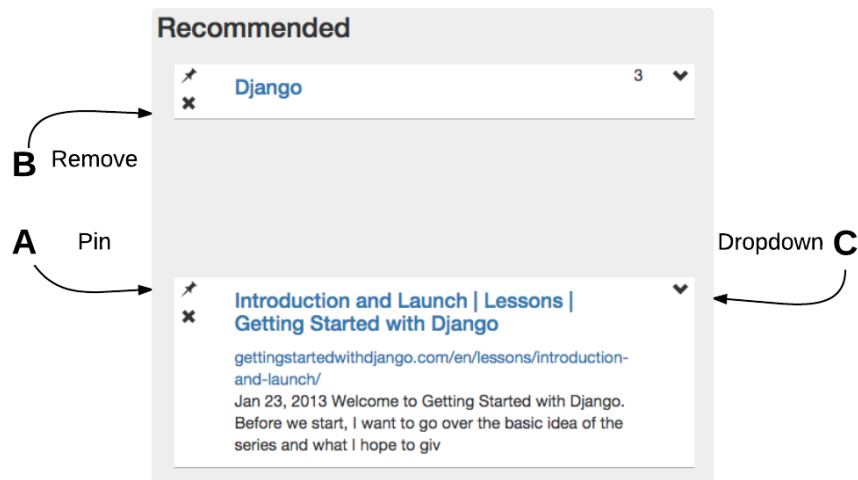 Recommended
Django
3
B Remove
A Pin
Dropdown C
Introduction and Launch | Lessons |
Getting Started with Django
gettingstartedwithdjango.com/en/lessons/introduction-
and-launch/
Jan 23, 2013 Welcome to Getting Started with Django.
Before we start, I want to go over the basic idea of the
series and what I hope to giv